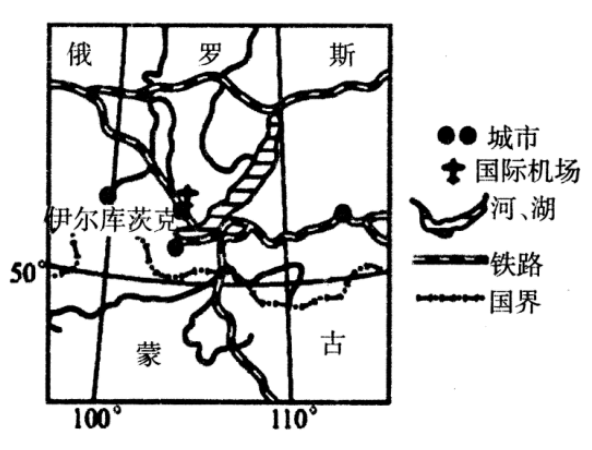 俄 罗 斯
城市
国际机场
伊尔库茨克
河、湖
50°
铁路
国界
蒙 古
100° 110°